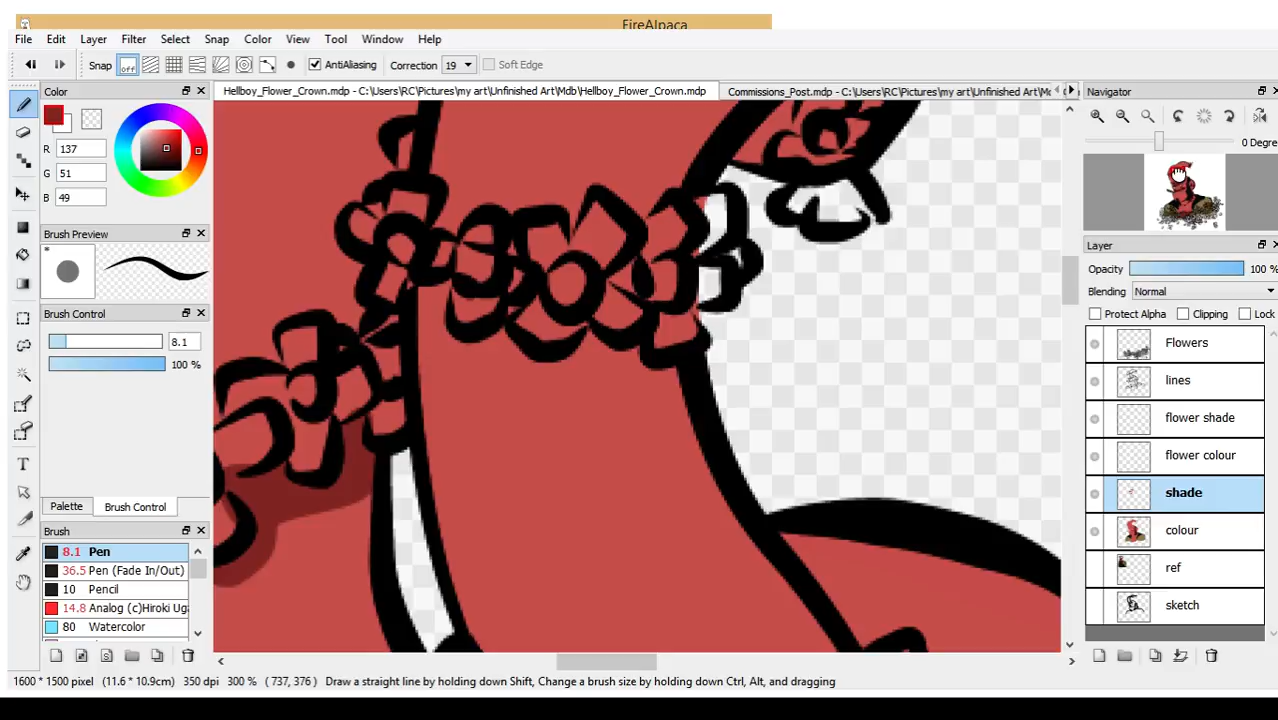 FireAlpaca
File Edit Layer Filter Select Snap Color View Tool Window Help
Snap off AntiAliasing Correction 19 Soft Edge
Color
Hellboy_Flower_Crown.mdp - C:\Users\RC\Pictures\my art\Unfinished Art\Mdb\Hellboy_Flower_Crown.mdp
Commissions_Post.mdp - C:\Users\RC\Pictures\my art\Unfinished Art\Mc
Navigator
R 137
G 51
B 49
0 Degree
Brush Preview
*
Layer
Opacity 100 %
Blending Normal
Protect Alpha Clipping Lock
Brush Control
8.1
100 %
Flowers
lines
flower shade
flower colour
shade
colour
ref
sketch
Palette Brush Control
Brush
8.1 Pen
36.5 Pen (Fade In/Out)
10 Pencil
14.8 Analog (c)Hiroki Uga
80 Watercolor
T
1600 * 1500 pixel (11.6 * 10.9cm) 350 dpi 300 % ( 737, 376 ) Draw a straight line by holding down Shift, Change a brush size by holding down Ctrl, Alt, and dragging